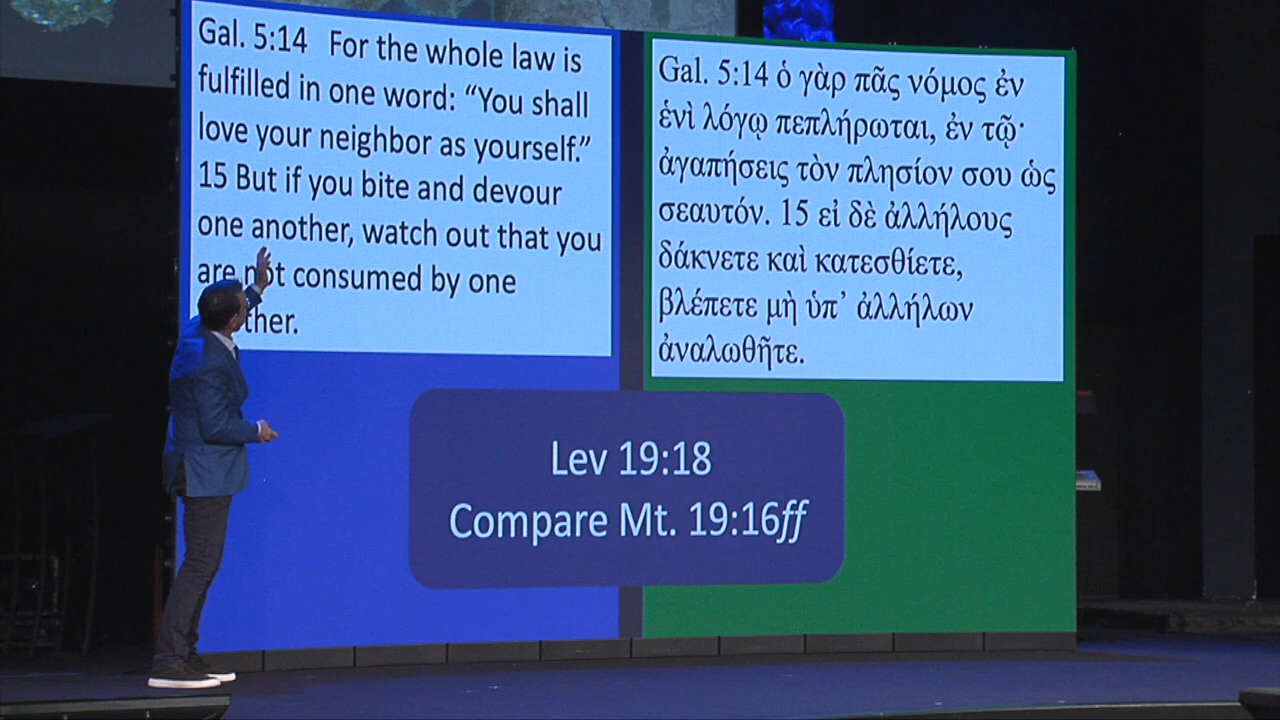 Gal. 5:14 For the whole law is
fulfilled in one word: “You shall
love your neighbor as yourself.”
15 But if you bite and devour
one another, watch out that you
are not consumed by one
ther.
Gal. 5:14 ὁ γὰρ πᾶς νόμος ἐν
ἑνὶ λόγῳ πεπλήρωται, ἐν τῷ·
ἀγαπήσεις τὸν πλησίον σου ὡς
σεαυτόν. 15 εἰ δὲ ἀλλήλους
δάκνετε καὶ κατεσθίετε,
βλέπετε μὴ ὑπ’ ἀλλήλων
ἀναλωθῆτε.
Lev 19:18
Compare Mt. 19:16ff